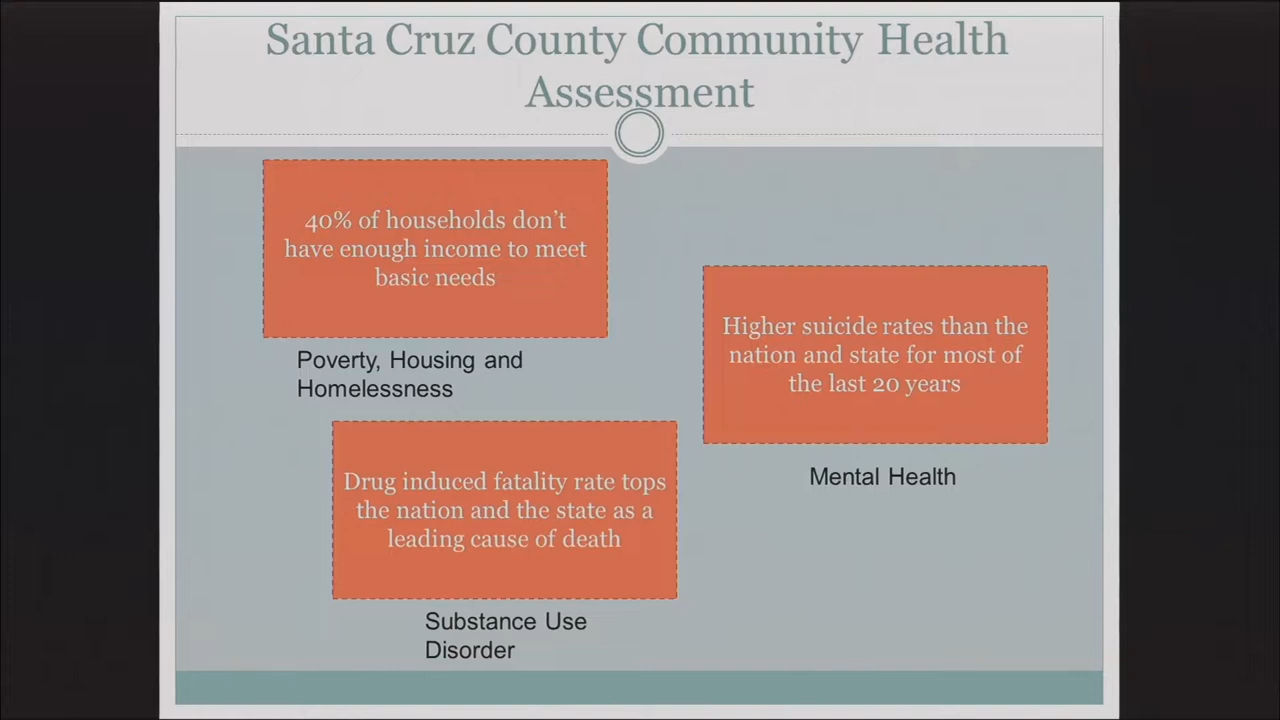 Santa Cruz County Community Health
Assessment
40% of households don't
have enough income to meet
basic needs
Poverty, Housing and
Homelessness
Higher suicide rates than the
nation and state for most of
the last 20 years
Mental Health
Drug induced fatality rate tops
the nation and the state as a
leading cause of death
Substance Use
Disorder